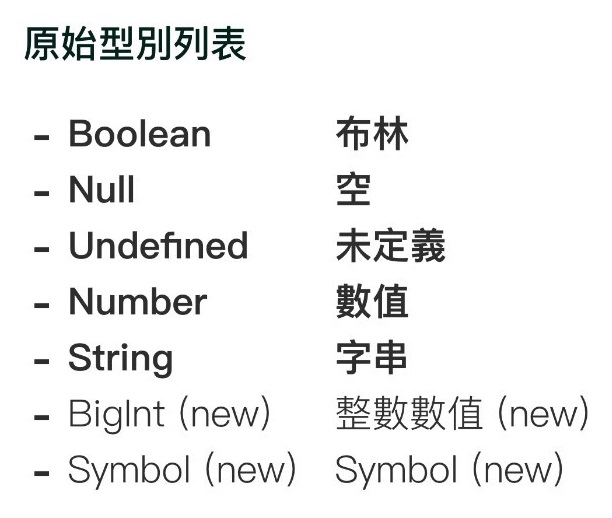 原始型別列表
- Boolean 布林
- Null 空
- Undefined 未定義
- Number 數值
- String 字串
- BigInt (new) 整數數值 (new)
- Symbol (new) Symbol (new)